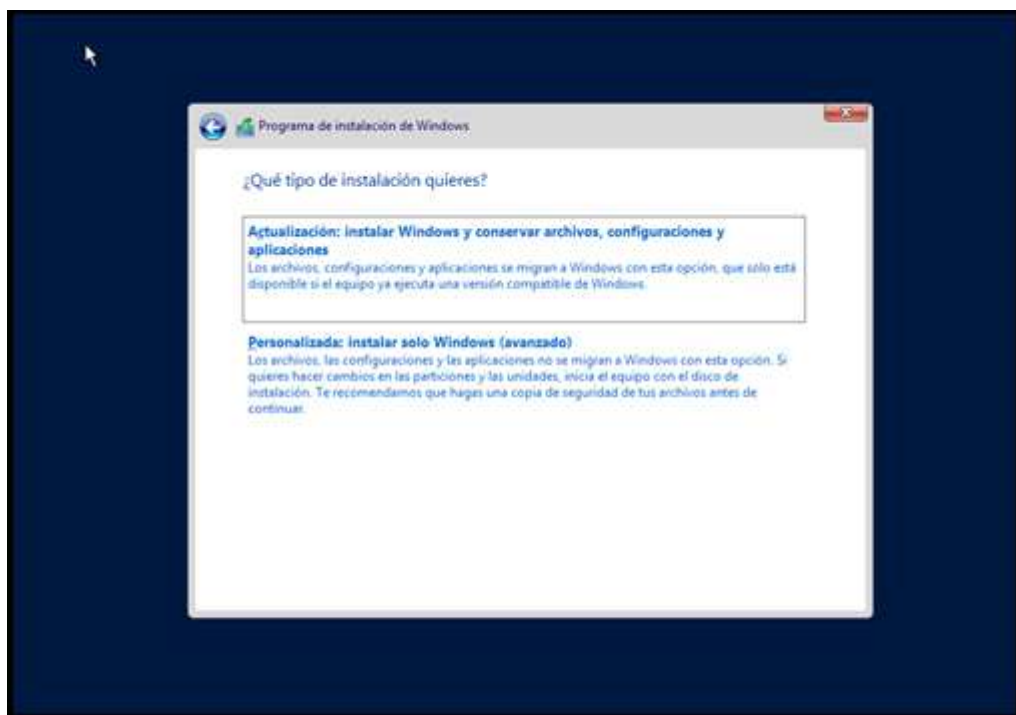 Programa de instalación de Windows
¿Qué tipo de instalación quieres?
Actualización: instalar Windows y conservar archivos, configuraciones y
aplicaciones
Los archivos, configuraciones y aplicaciones se migran a Windows con esta opción, que sólo está
disponible si el equipo ya ejecuta una versión compatible de Windows.
Personalizada: instalar solo Windows (avanzado)
Los archivos, las configuraciones y las aplicaciones no se migran a Windows con esta opción. Si
quieres hacer cambios en las particiones y las unidades, inicia el equipo con el disco de
instalación. Te recomendamos que hagas una copia de seguridad de tus archivos antes de
continuar.